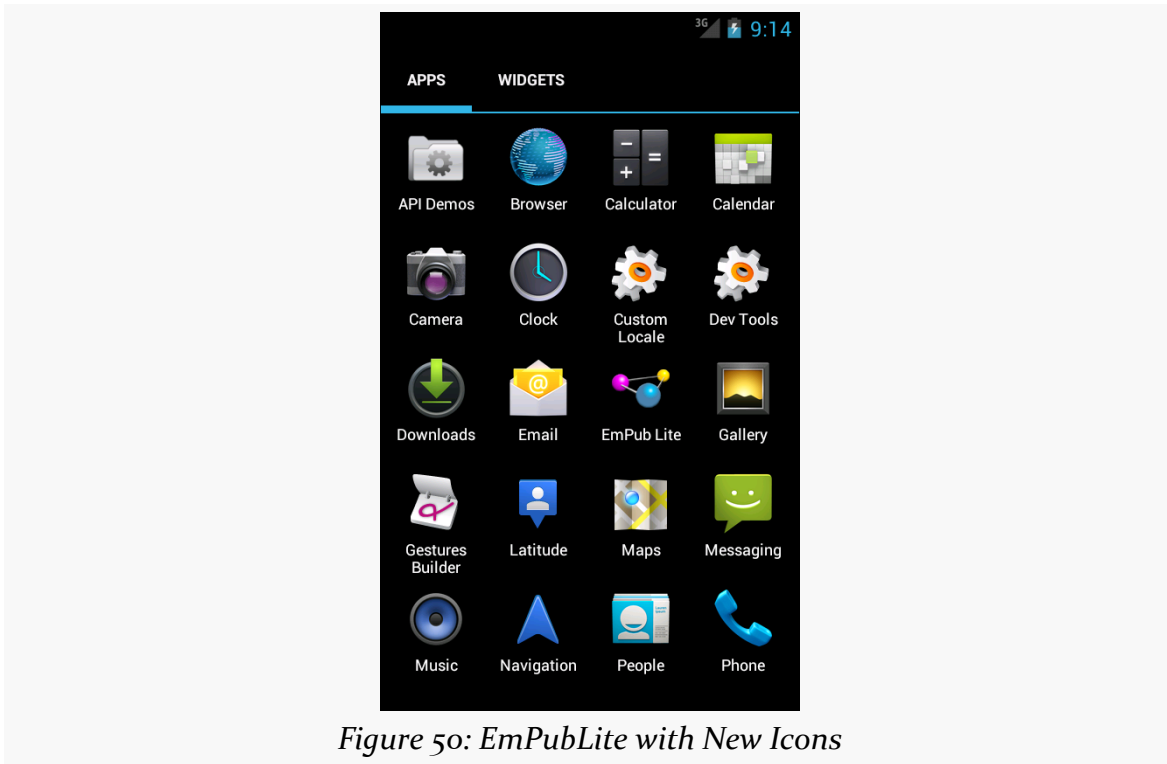 3G 9:14
APPS WIDGETS
API Demos Browser Calculator Calendar
Camera Clock Custom Locale Dev Tools
Downloads Email EmPub Lite Gallery
Gestures Builder Latitude Maps Messaging
Music Navigation People Phone
Figure 50: EmPubLite with New Icons